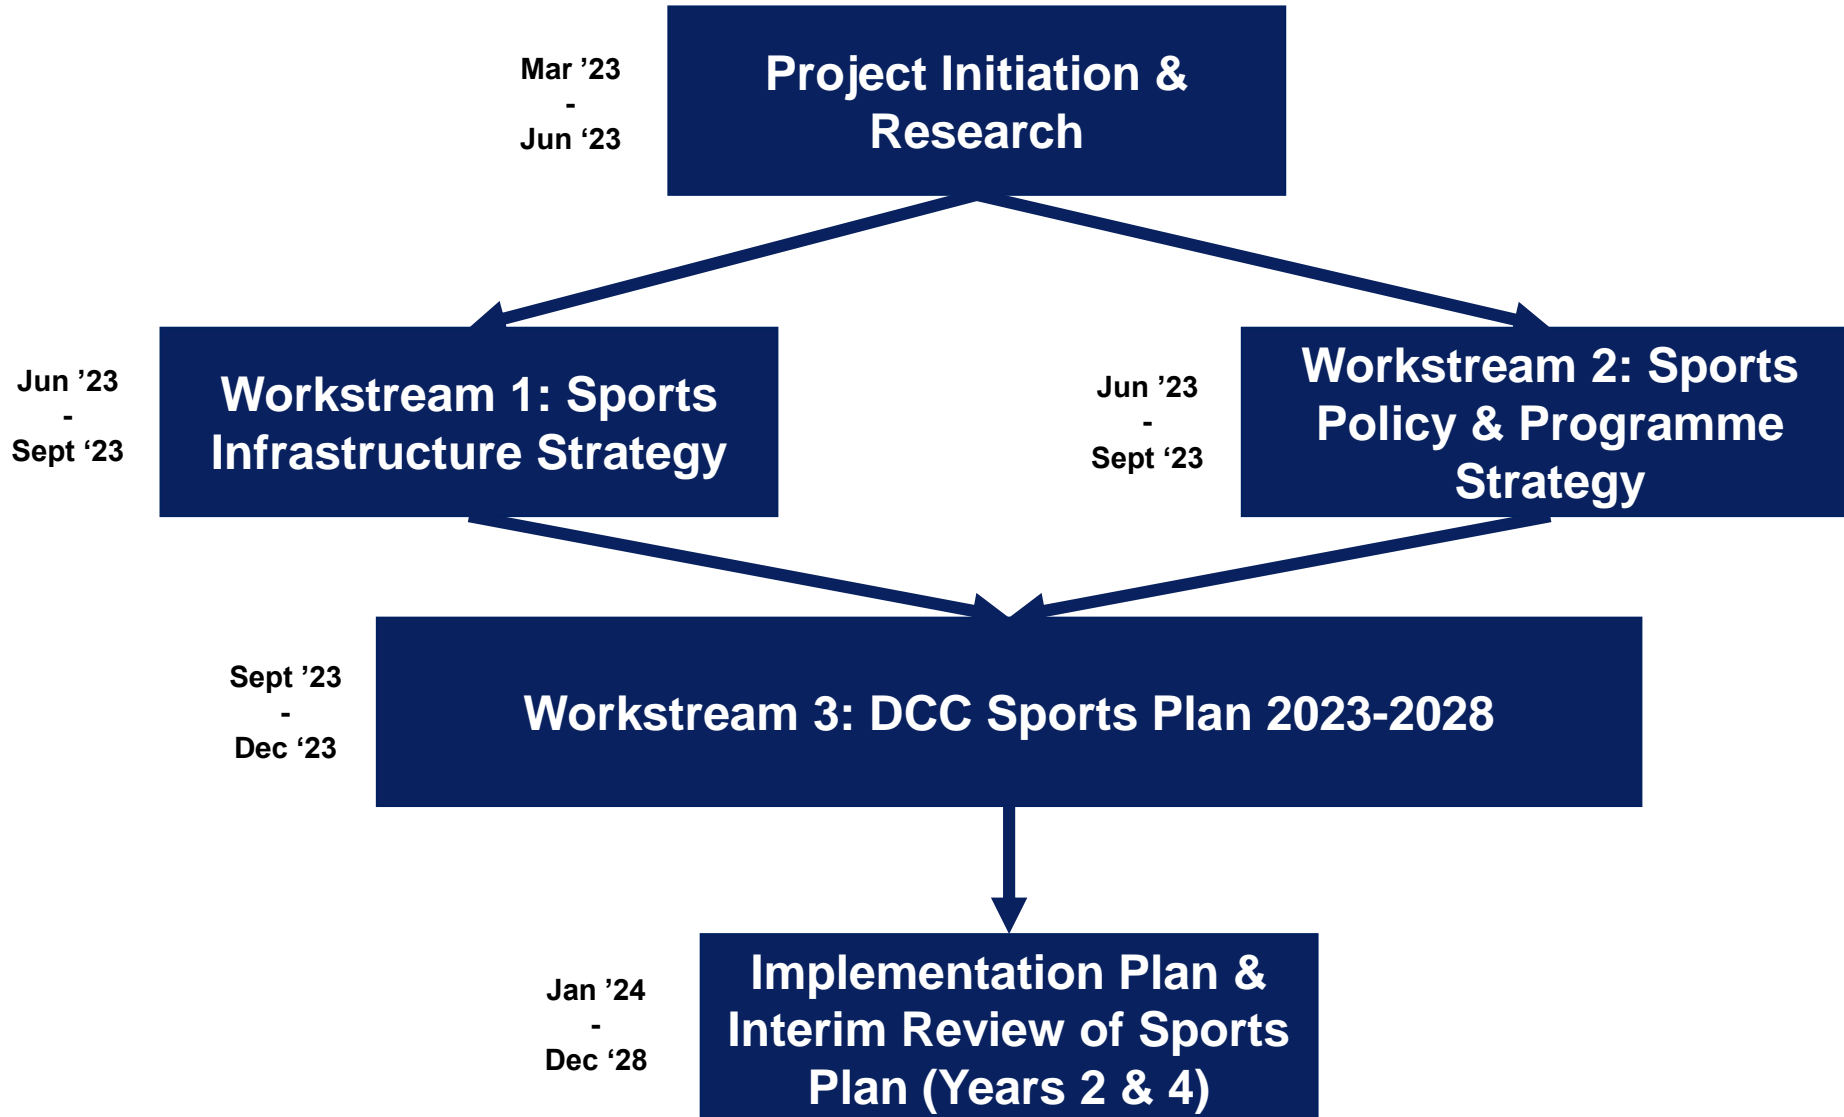 Mar ’23
-
Jun ‘23
Project Initiation &
Research
Jun ’23
-
Sept ‘23
Workstream 1: Sports
Infrastructure Strategy
Jun ’23
-
Sept ‘23
Workstream 2: Sports
Policy & Programme
Strategy
Sept ’23
-
Dec ‘23
Workstream 3: DCC Sports Plan 2023-2028
Jan ’24
-
Dec ‘28
Implementation Plan &
Interim Review of Sports
Plan (Years 2 & 4)